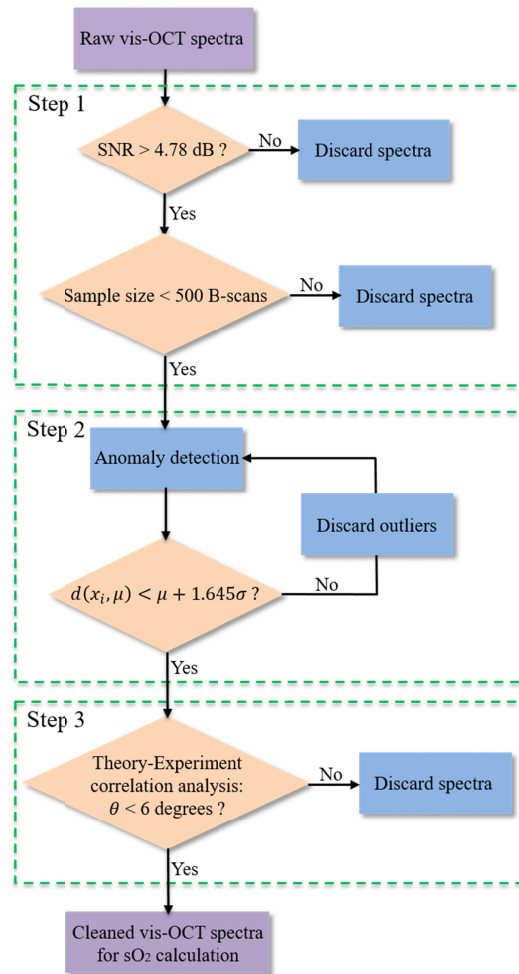 Raw vis-OCT spectra
Step 1
SNR > 4.78 dB ?
No
Discard spectra
Yes
Sample size < 500 B-scans
No
Discard spectra
Yes
Step 2
Anomaly detection
Discard outliers
d(xᵢ, μ) < μ + 1.645σ ?
No
Yes
Step 3
Theory-Experiment
correlation analysis:
θ < 6 degrees ?
No
Discard spectra
Yes
Cleaned vis-OCT spectra
for sO₂ calculation